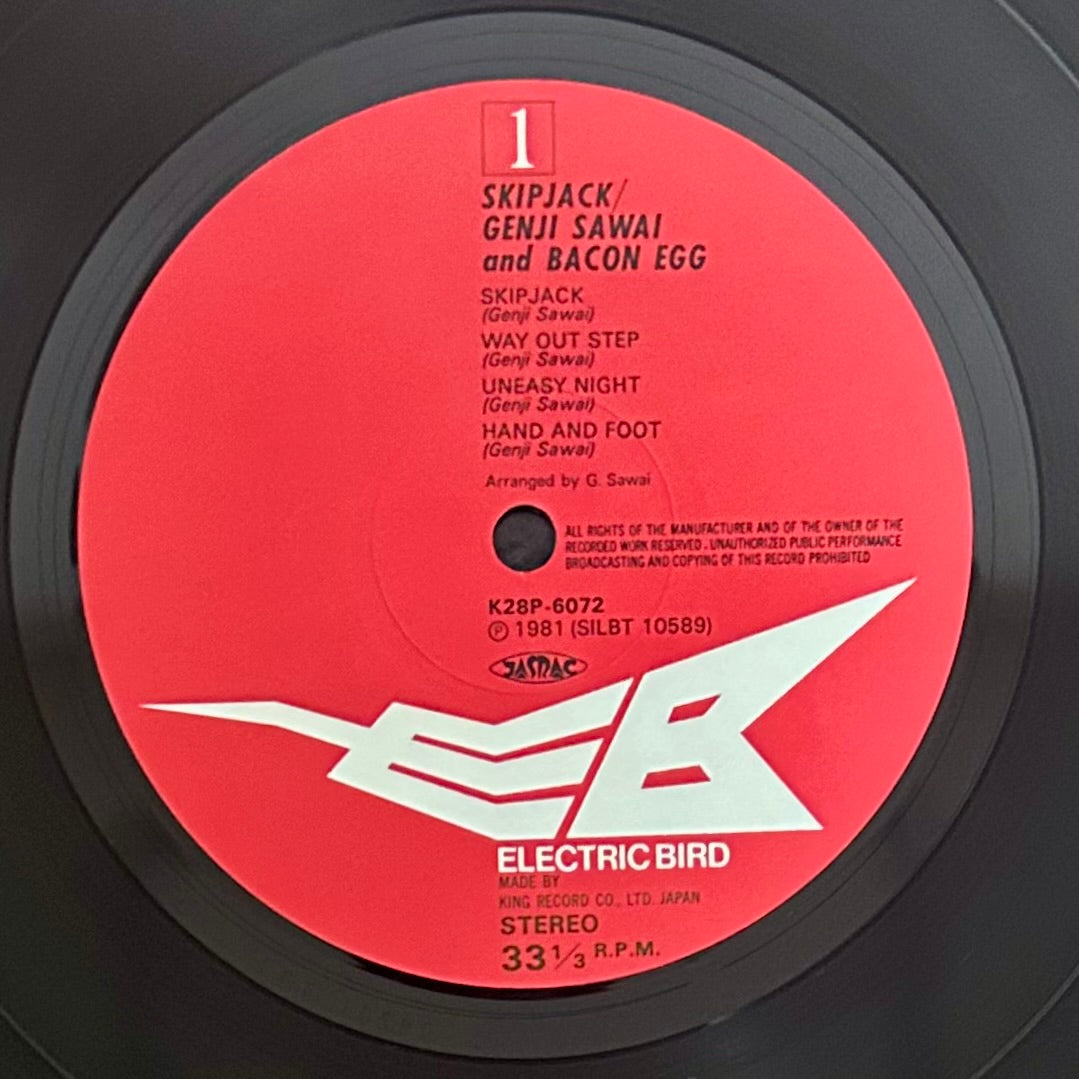 1
SKIPJACK/
GENJI SAWAI
and BACON EGG
SKIPJACK
(Genji Sawai)
WAY OUT STEP
(Genji Sawai)
UNEASY NIGHT
(Genji Sawai)
HAND AND FOOT
(Genji Sawai)
Arranged by G. Sawai
ALL RIGHTS OF THE MANUFACTURER AND OF THE OWNER OF THE
RECORDED WORK RESERVED. UNAUTHORIZED PUBLIC PERFORMANCE
BROADCASTING AND COPYING OF THIS RECORD PROHIBITED
K28P-6072
Ⓟ 1981 (SILBT 10589)
JASRAC
EB
ELECTRIC BIRD
MADE BY
KING RECORD CO., LTD. JAPAN
STEREO
33 1/3 R.P.M.